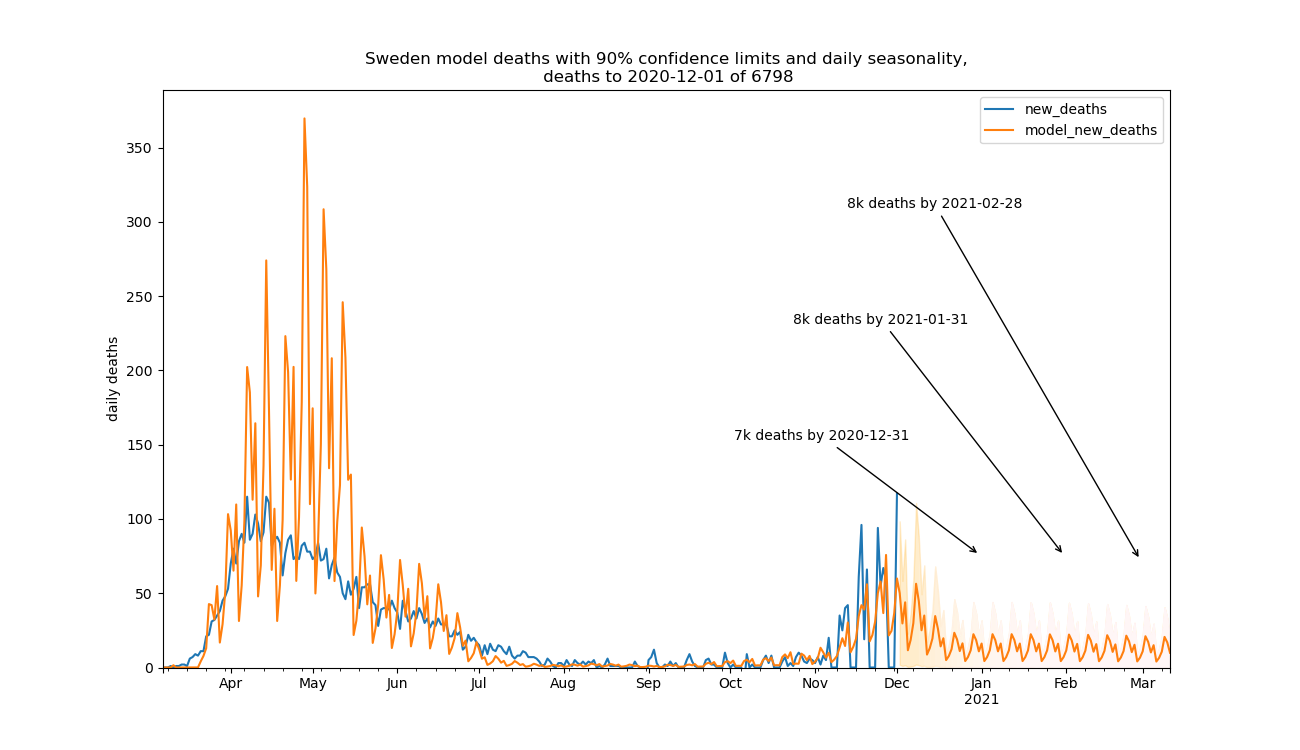 Sweden model deaths with 90% confidence limits and daily seasonality,
deaths to 2020-12-01 of 6798
new_deaths
model_new_deaths
350
300
250
200
150
100
50
0
daily deaths
8k deaths by 2021-02-28
8k deaths by 2021-01-31
7k deaths by 2020-12-31
Apr May Jun Jul Aug Sep Oct Nov Dec Jan Feb Mar
2021